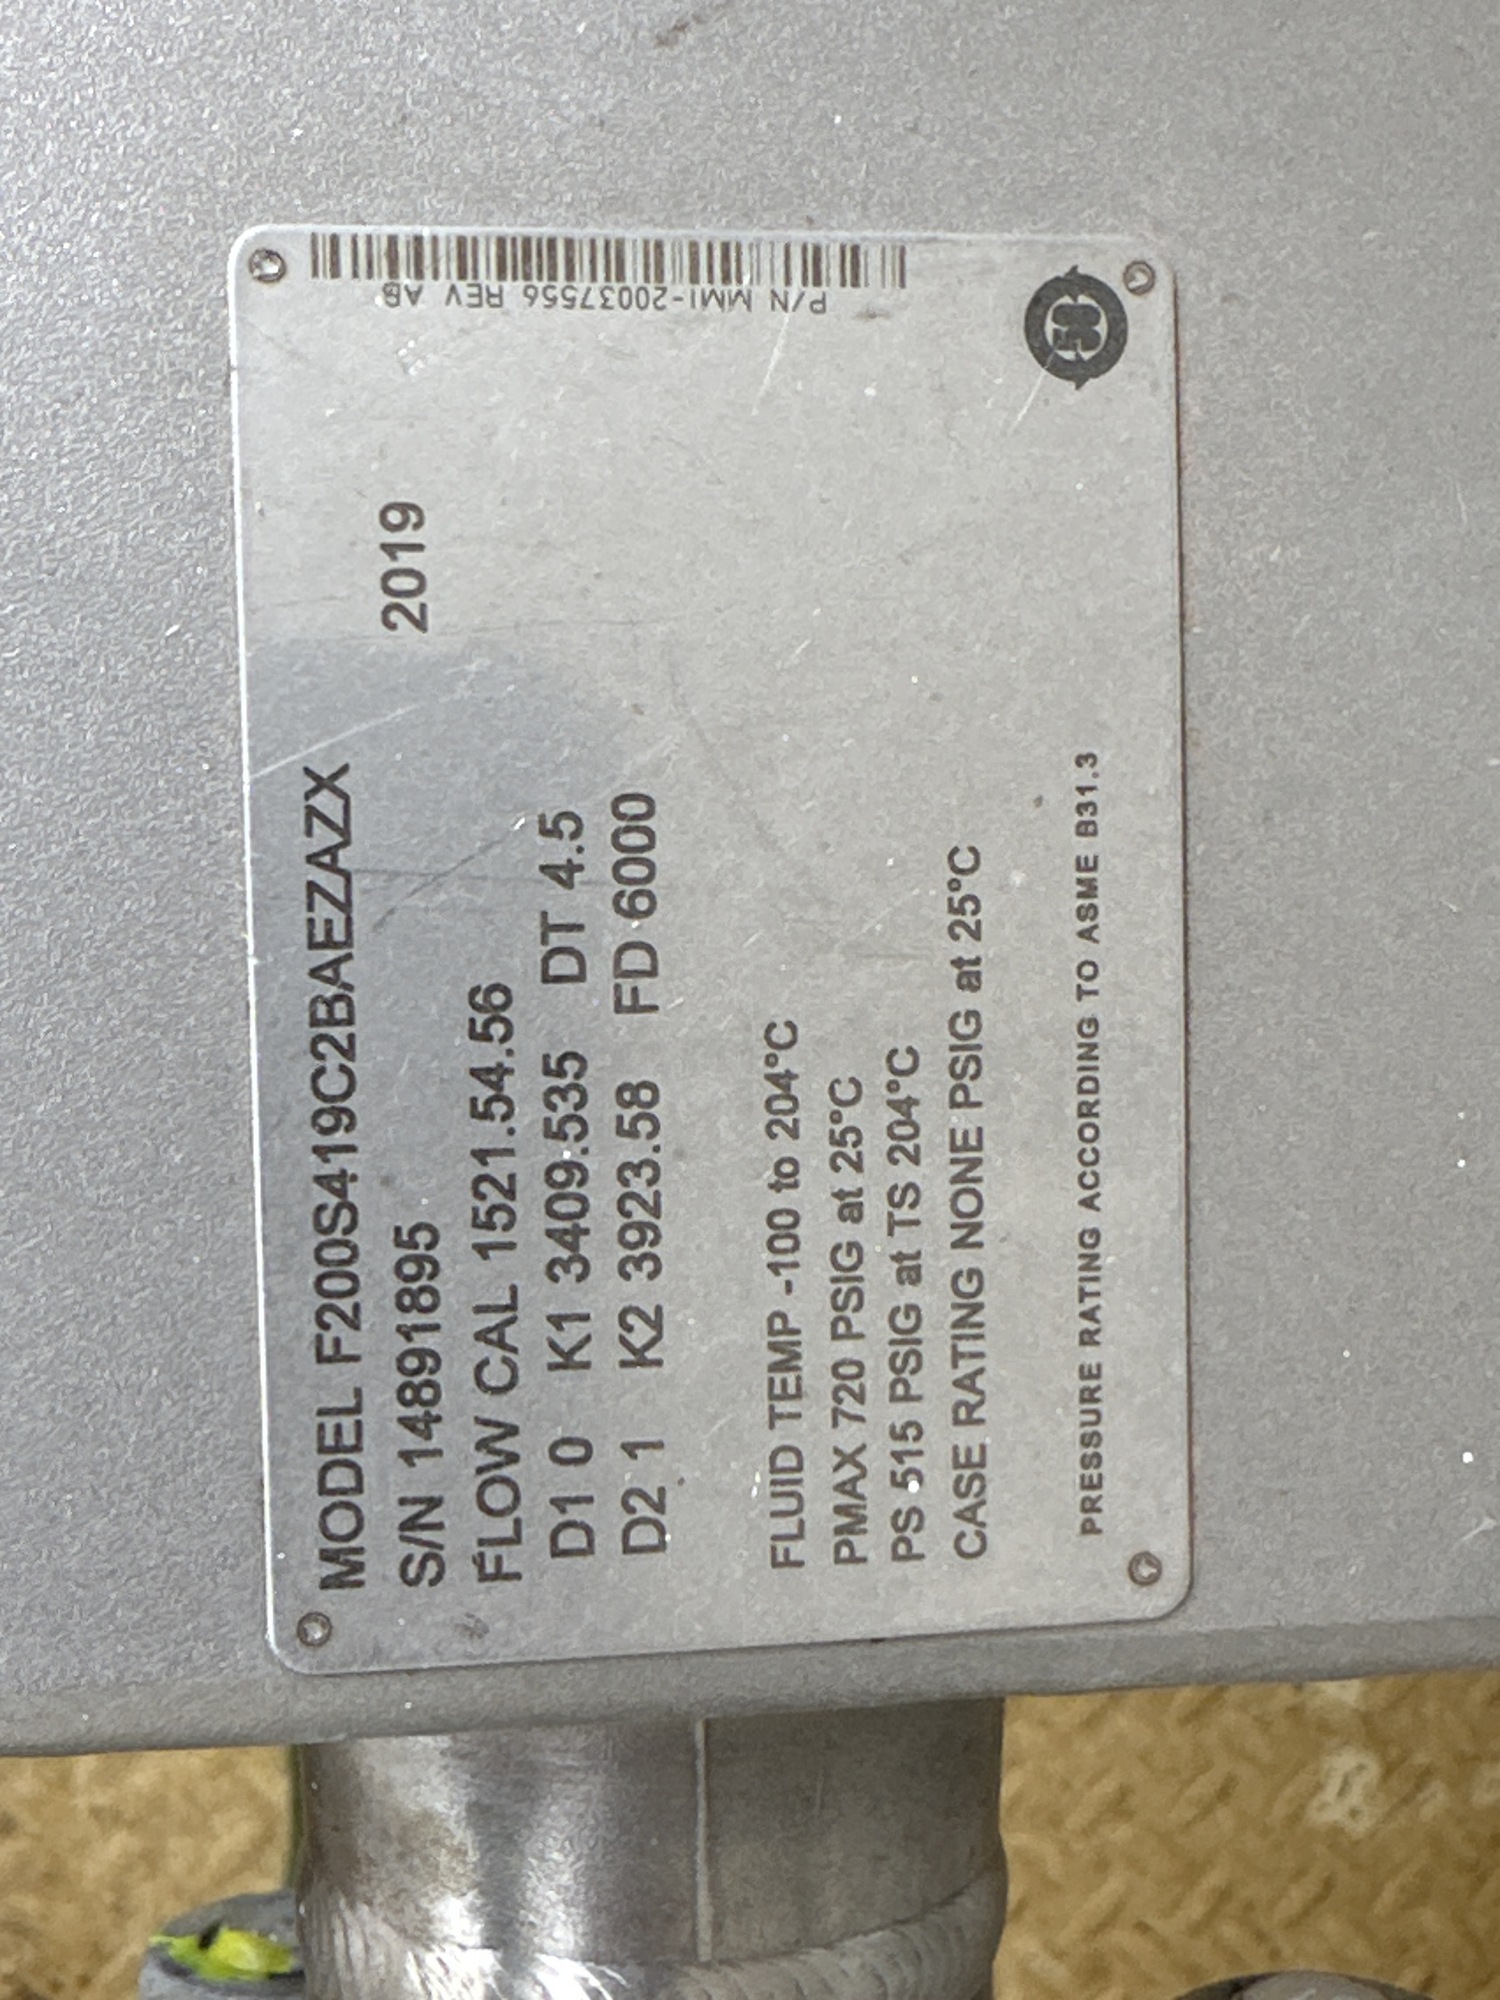 MODEL F200S419C2BAEZAZX
S/N 14891895 2019
FLOW CAL 1521.54.56
D1 0 K1 3409.535 DT 4.5
D2 1 K2 3923.58 FD 6000
FLUID TEMP -100 to 204°C
PMAX 720 PSIG at 25°C
PS 515 PSIG at TS 204°C
CASE RATING NONE PSIG at 25°C
PRESSURE RATING ACCORDING TO ASME B31.3
P/N MMI-20037556 REV AB